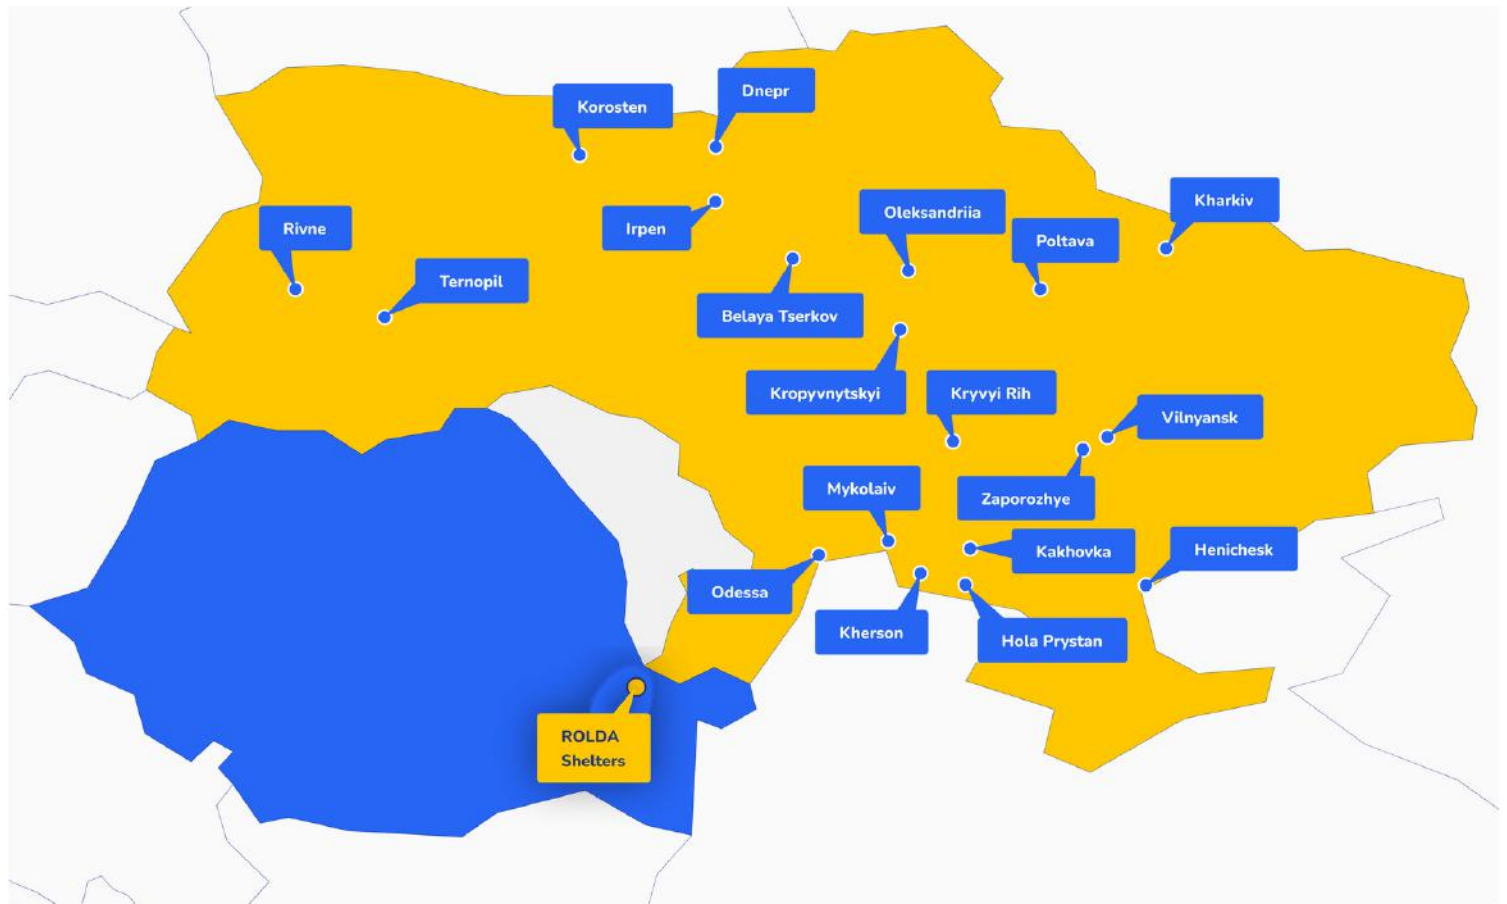 Dnepr
Korosten
Kharkiv
Oleksandriia
Rivne
Irpen
Poltava
Ternopil
Belaya Tserkov
Kropyvnytskyi
Kryvyi Rih
Vilnyansk
Mykolaiv
Zaporozhye
Kakhovka
Henichesk
Odessa
Kherson
Hola Prystan
ROLDA
Shelters